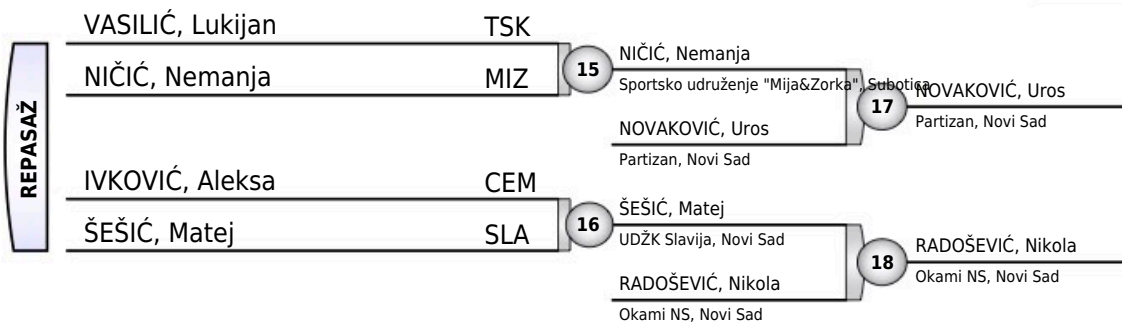 REPASAŽ
VASILIĆ, Lukijan TSK
NIČIĆ, Nemanja MIZ
IVKOVIĆ, Aleksa CEM
ŠEŠIĆ, Matej SLA
15
NIČIĆ, Nemanja
Sportsko udruženje "Mija&Zorka", Subotica
NOVAKOVIĆ, Uros
Partizan, Novi Sad
16
ŠEŠIĆ, Matej
UDŽK Slavija, Novi Sad
RADOŠEVIĆ, Nikola
Okami NS, Novi Sad
17
NOVAKOVIĆ, Uros
Partizan, Novi Sad
18
RADOŠEVIĆ, Nikola
Okami NS, Novi Sad